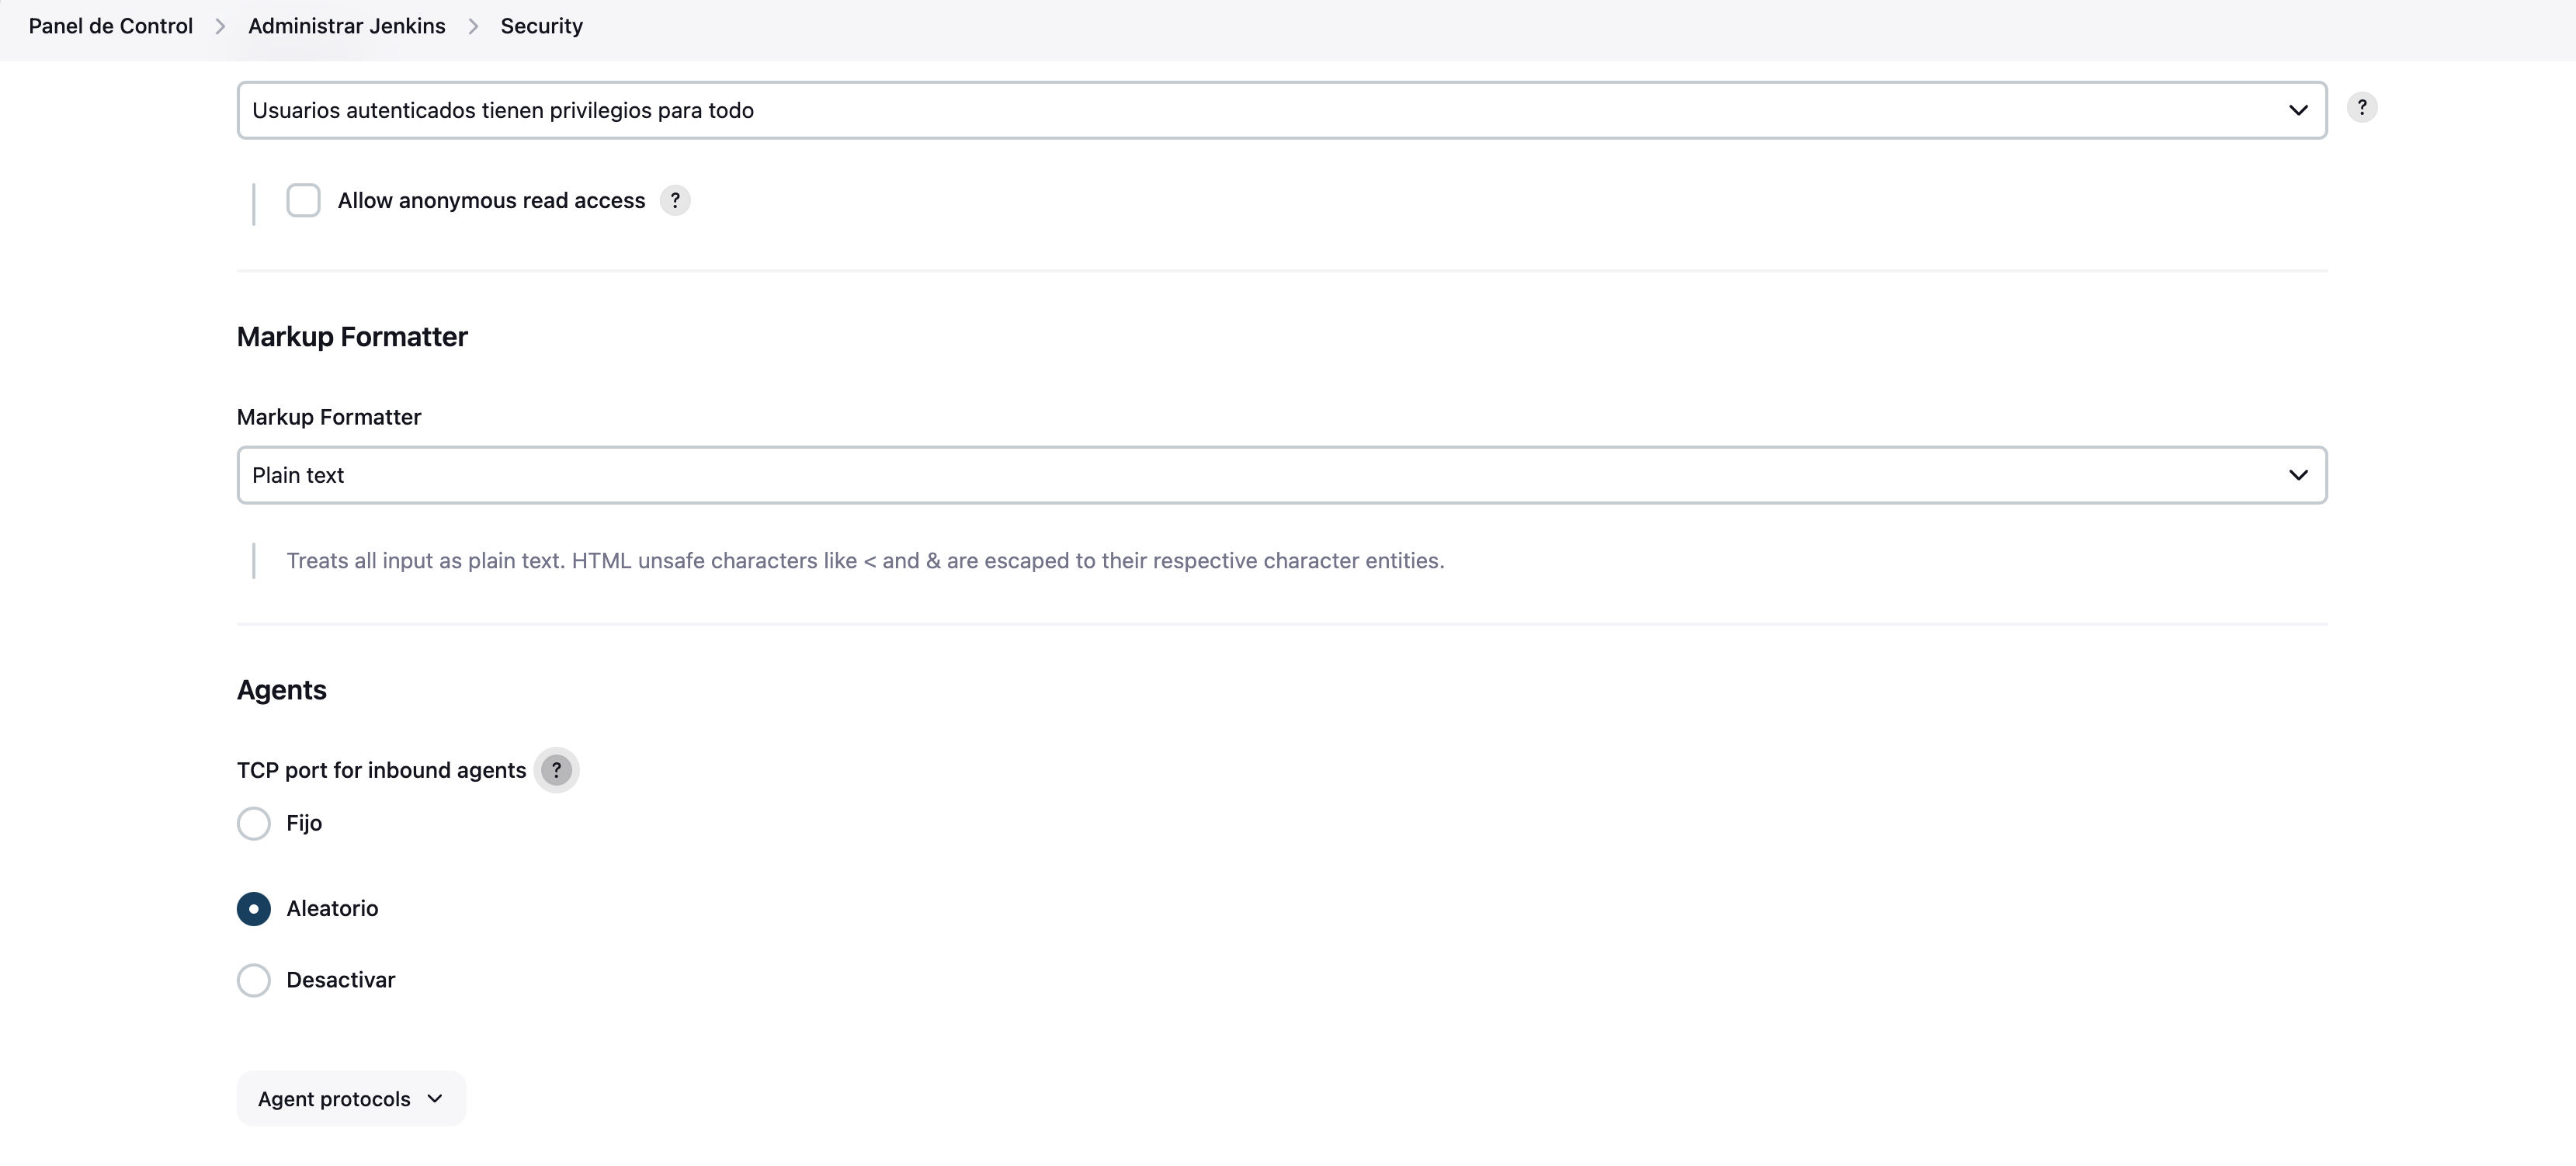 Panel de Control > Administrar Jenkins > Security
Usuarios autenticados tienen privilegios para todo ?
Allow anonymous read access ?
Markup Formatter
Markup Formatter
Plain text
Treats all input as plain text. HTML unsafe characters like < and & are escaped to their respective character entities.
Agents
TCP port for inbound agents ?
Fijo
Aleatorio
Desactivar
Agent protocols